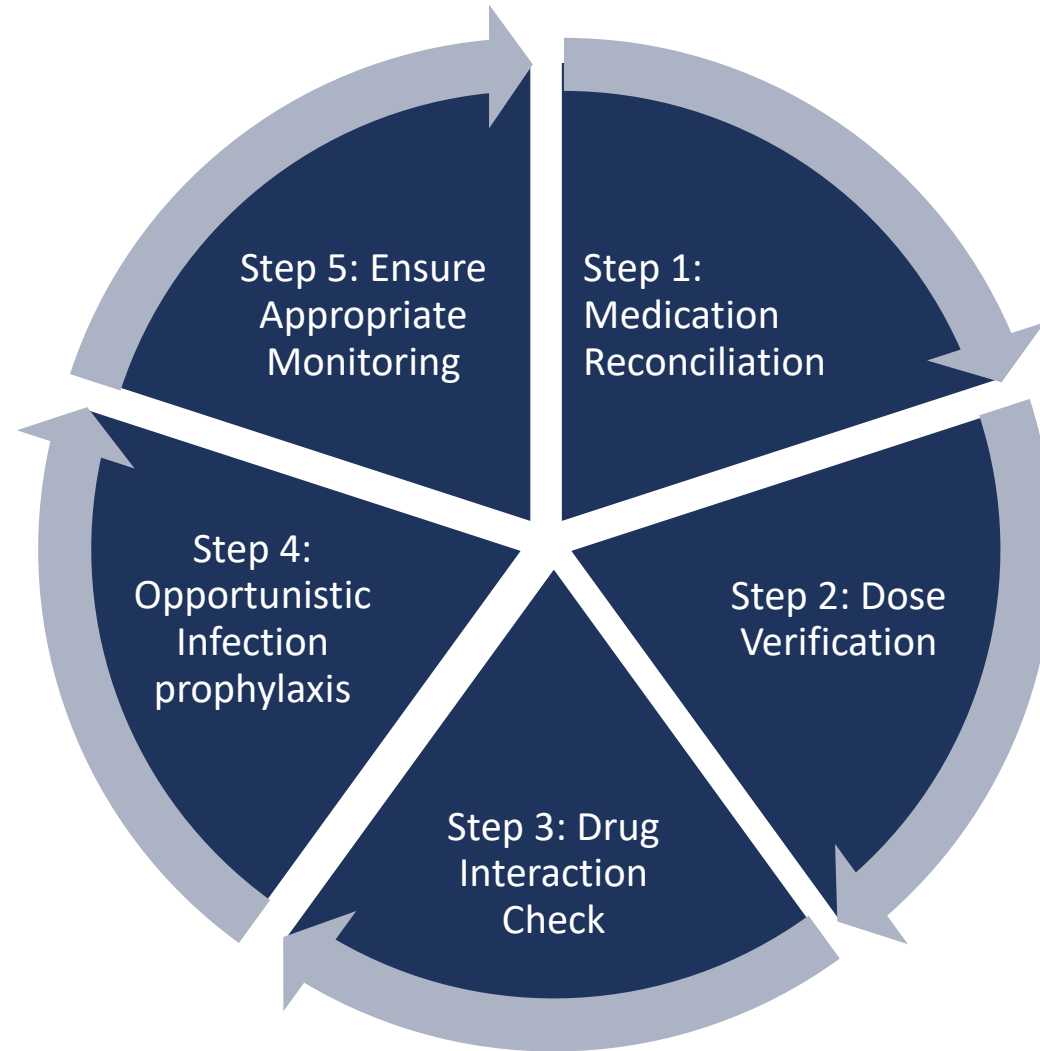 Step 1:
Medication
Reconciliation
Step 2: Dose
Verification
Step 3: Drug
Interaction
Check
Step 4:
Opportunistic
Infection
prophylaxis
Step 5: Ensure
Appropriate
Monitoring